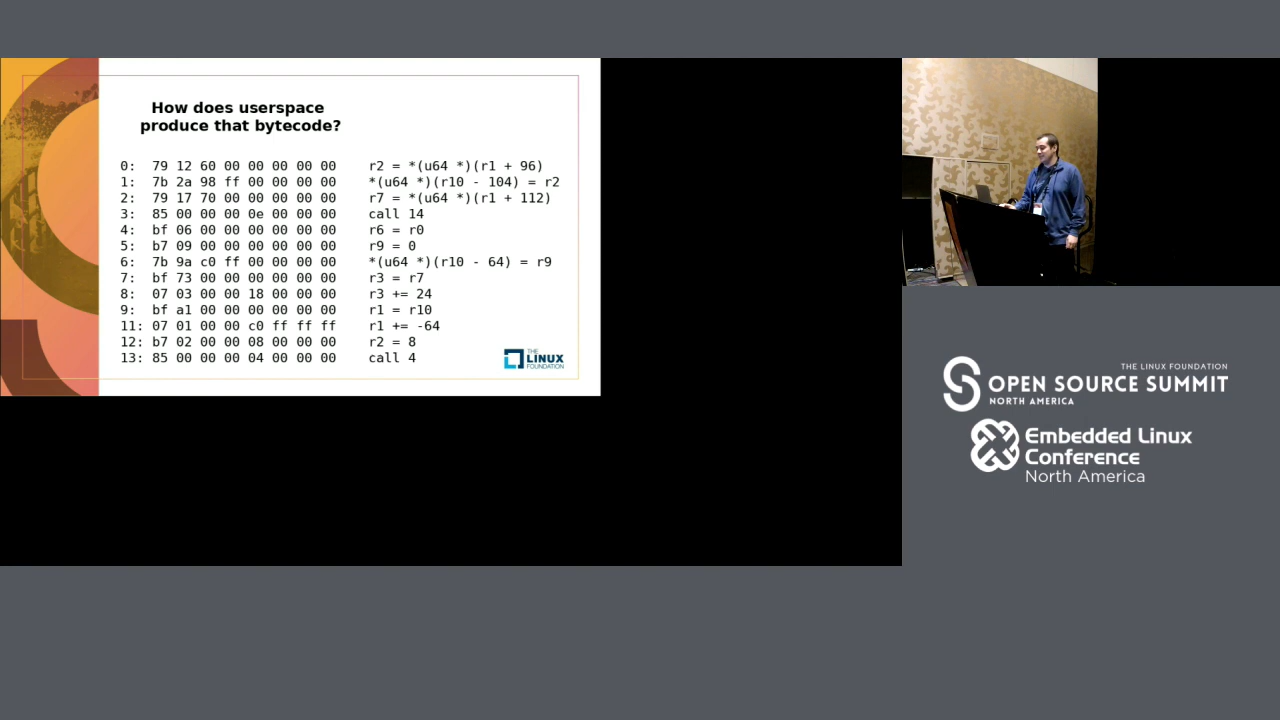 How does userspace
produce that bytecode?
0: 79 12 60 00 00 00 00 00 r2 = *(u64 *)(r1 + 96)
1: 7b 2a 98 ff 00 00 00 00 *(u64 *)(r10 - 104) = r2
2: 79 17 70 00 00 00 00 00 r7 = *(u64 *)(r1 + 112)
3: 85 00 00 00 0e 00 00 00 call 14
4: bf 06 00 00 00 00 00 00 r6 = r0
5: b7 09 00 00 00 00 00 00 r9 = 0
6: 7b 9a c0 ff 00 00 00 00 *(u64 *)(r10 - 64) = r9
7: bf 73 00 00 00 00 00 00 r3 = r7
8: 07 03 00 00 18 00 00 00 r3 += 24
9: bf a1 00 00 00 00 00 00 r1 = r10
11: 07 01 00 00 c0 ff ff ff r1 += -64
12: b7 02 00 00 08 00 00 00 r2 = 8
13: 85 00 00 00 04 00 00 00 call 4
THE
LINUX
FOUNDATION
THE LINUX FOUNDATION
OPEN SOURCE SUMMIT
NORTH AMERICA
Embedded Linux
Conference
North America